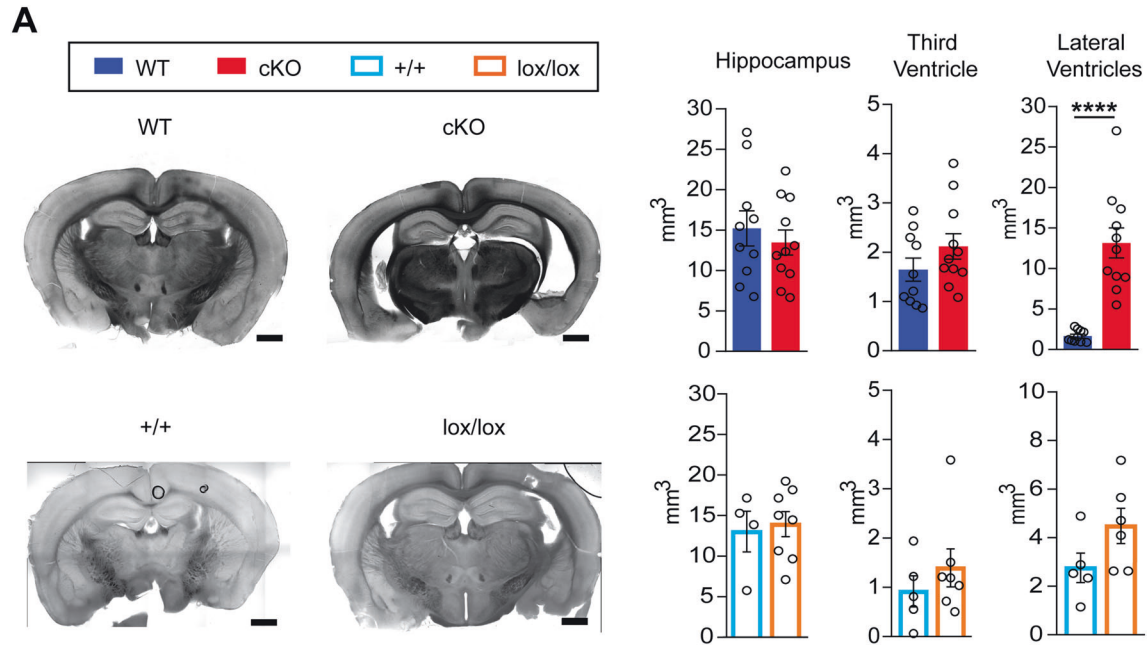 A
WT cKO +/+ lox/lox
WT cKO
+/+ lox/lox
Hippocampus
Third
Ventricle
Lateral
Ventricles
mm³
30
25
20
15
10
5
0
mm³
5
4
3
2
1
0
mm³
30
25
20
15
10
5
0
****
mm³
30
25
20
15
10
5
0
mm³
5
4
3
2
1
0
mm³
10
8
6
4
2
0